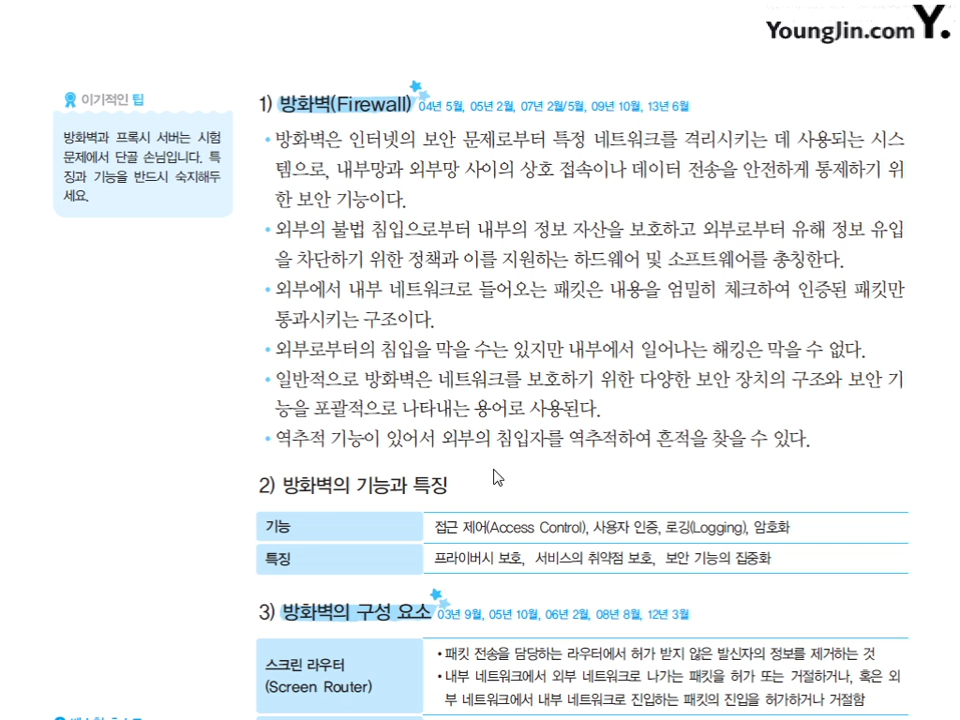 YoungJin.com Y.
이기적인 팁
방화벽과 프록시 서버는 시험
문제에서 단골 손님입니다. 특
징과 기능을 반드시 숙지해두
세요.
1) 방화벽(Firewall) 04년 5월, 05년 2월, 07년 2월/5월, 09년 10월, 13년 6월
• 방화벽은 인터넷의 보안 문제로부터 특정 네트워크를 격리시키는 데 사용되는 시스
템으로, 내부망과 외부망 사이의 상호 접속이나 데이터 전송을 안전하게 통제하기 위
한 보안 기능이다.
• 외부의 불법 침입으로부터 내부의 정보 자산을 보호하고 외부로부터 유해 정보 유입
을 차단하기 위한 정책과 이를 지원하는 하드웨어 및 소프트웨어를 총칭한다.
• 외부에서 내부 네트워크로 들어오는 패킷은 내용을 엄밀히 체크하여 인증된 패킷만
통과시키는 구조이다.
• 외부로부터의 침입을 막을 수는 있지만 내부에서 일어나는 해킹은 막을 수 없다.
• 일반적으로 방화벽은 네트워크를 보호하기 위한 다양한 보안 장치의 구조와 보안 기
능을 포괄적으로 나타내는 용어로 사용된다.
• 역추적 기능이 있어서 외부의 침입자를 역추적하여 흔적을 찾을 수 있다.
2) 방화벽의 기능과 특징
기능 접근 제어(Access Control), 사용자 인증, 로깅(Logging), 암호화
특징 프라이버시 보호, 서비스의 취약점 보호, 보안 기능의 집중화
3) 방화벽의 구성 요소 03년 9월, 05년 10월, 06년 2월, 08년 8월, 12년 3월
스크린 라우터
(Screen Router)
• 패킷 전송을 담당하는 라우터에서 허가 받지 않은 발신자의 정보를 제거하는 것
• 내부 네트워크에서 외부 네트워크로 나가는 패킷을 허가 또는 거절하거나, 혹은 외
부 네트워크에서 내부 네트워크로 진입하는 패킷의 진입을 허가하거나 거절함